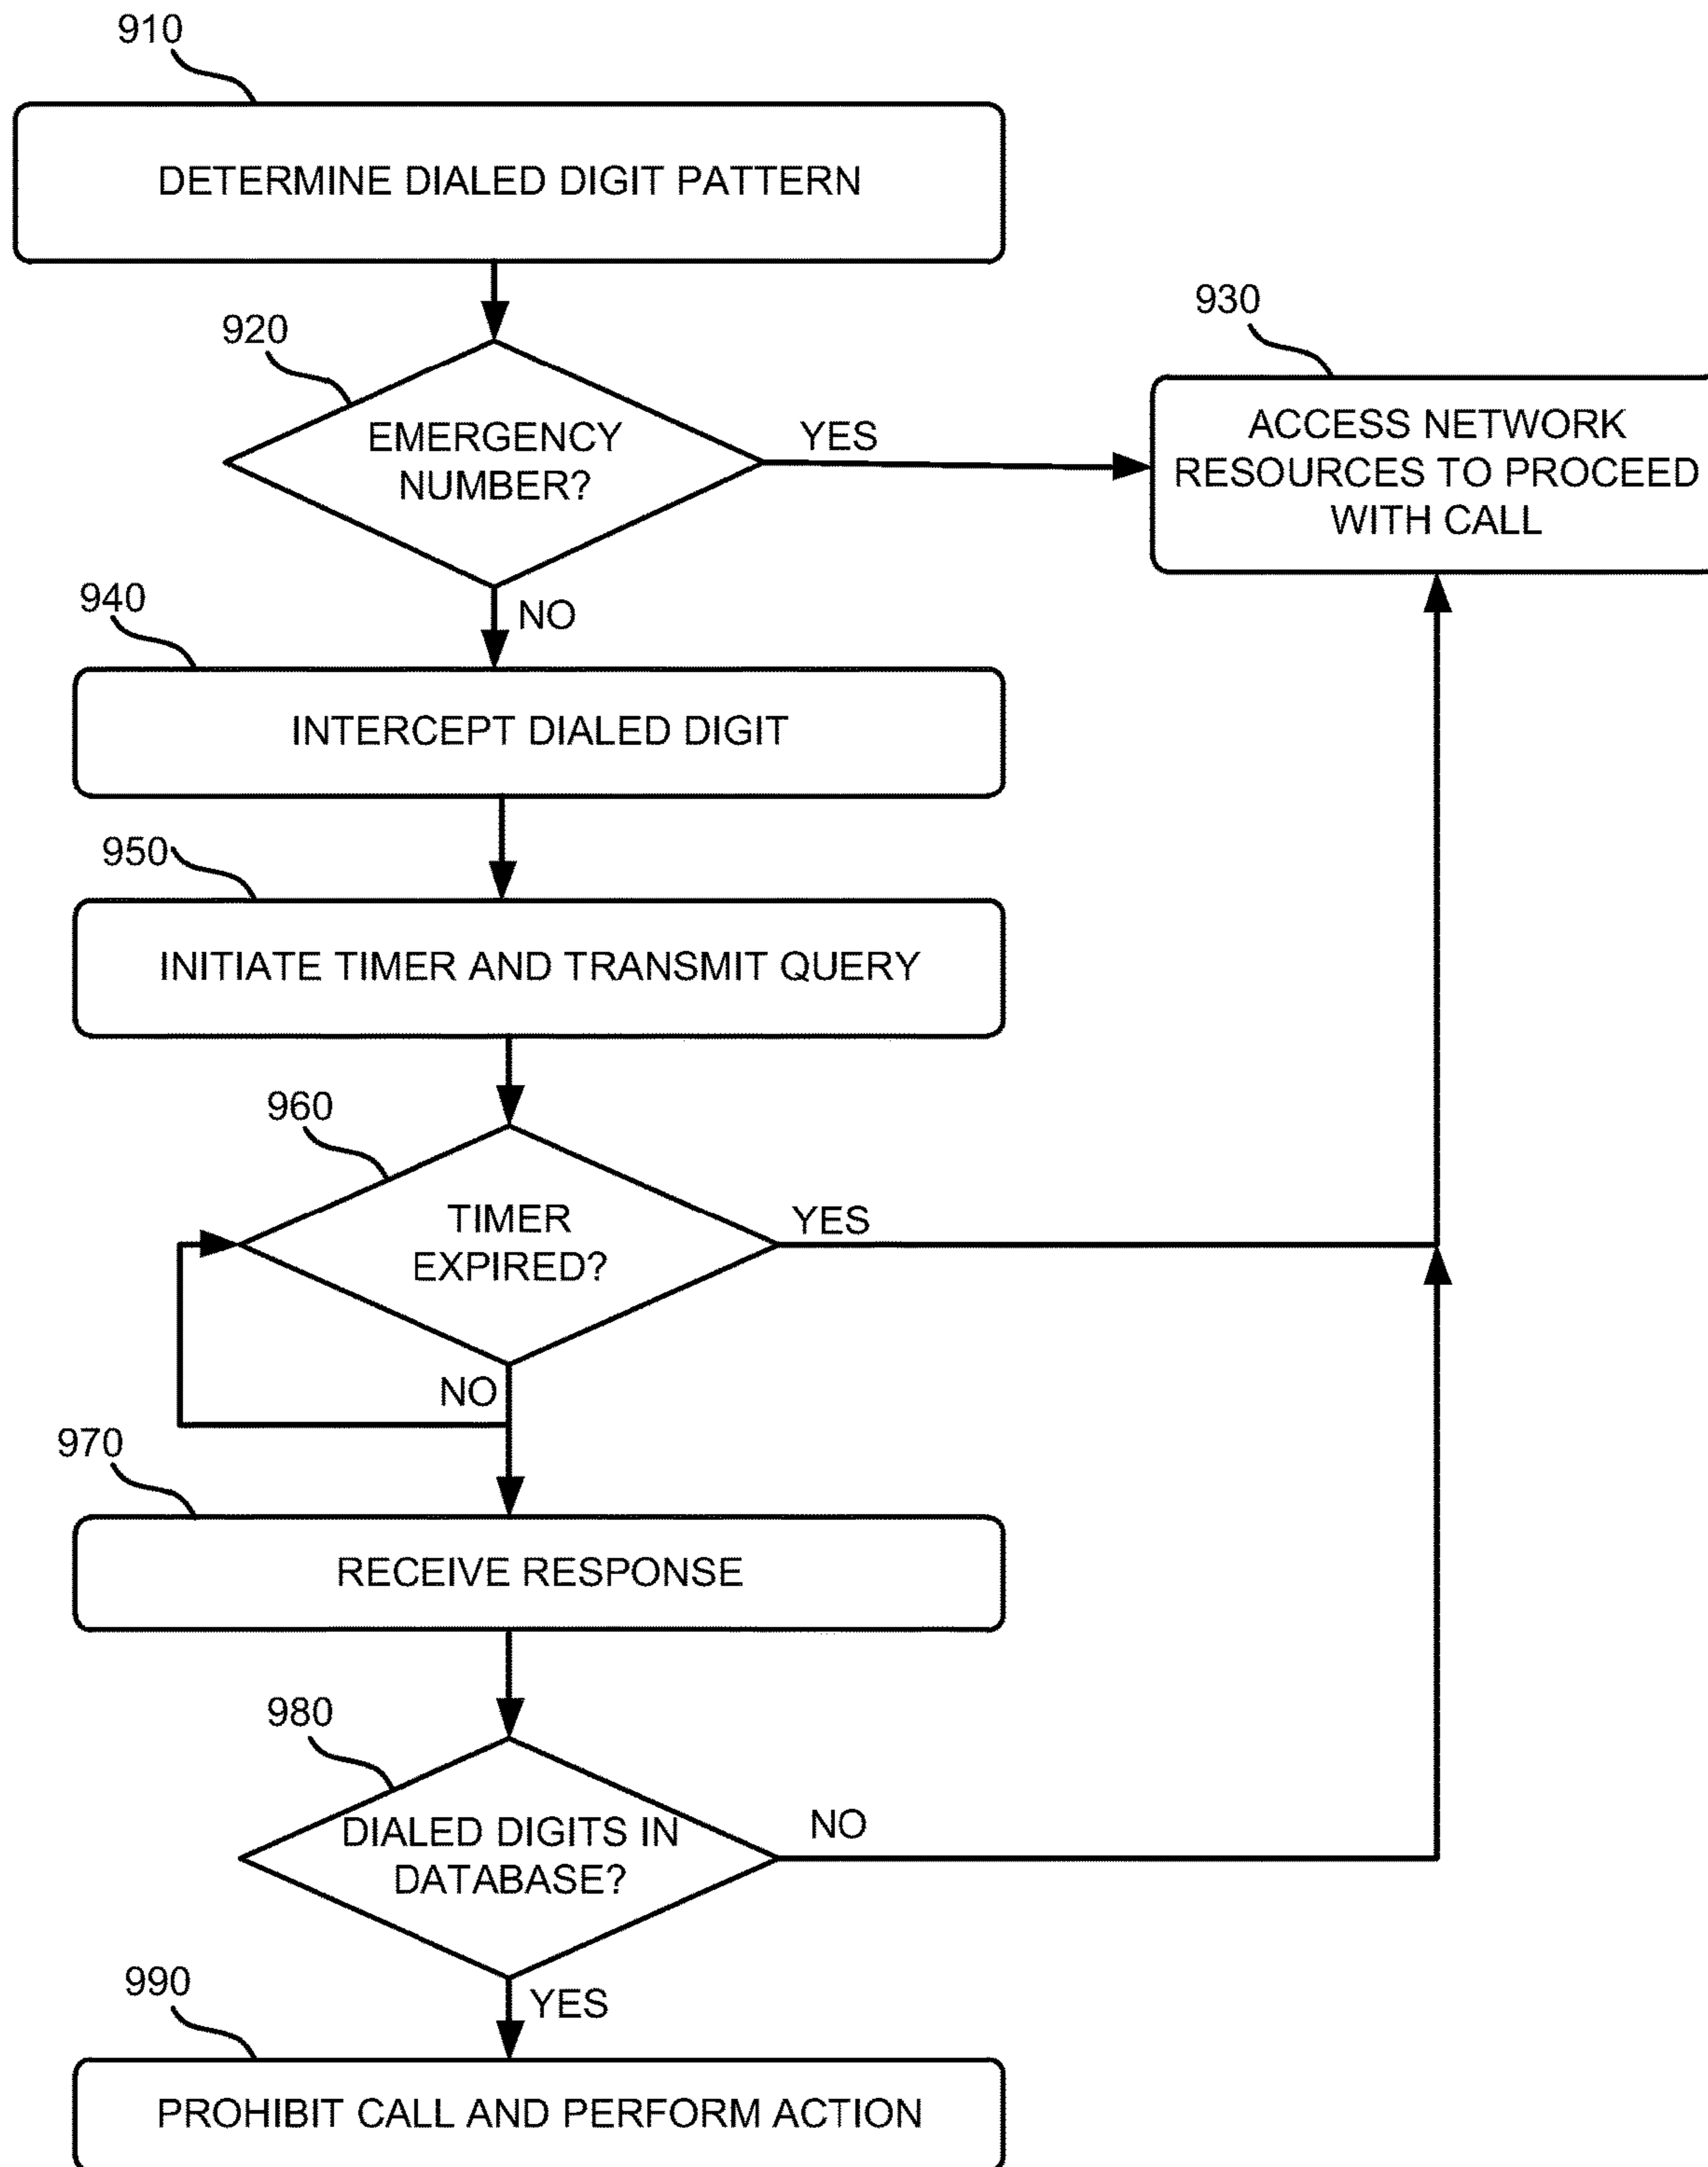 910
DETERMINE DIALED DIGIT PATTERN
920
EMERGENCY
NUMBER?
YES
930
ACCESS NETWORK
RESOURCES TO PROCEED
WITH CALL
NO
940
INTERCEPT DIALED DIGIT
950
INITIATE TIMER AND TRANSMIT QUERY
960
TIMER
EXPIRED?
YES
NO
970
RECEIVE RESPONSE
980
DIALED DIGITS IN
DATABASE?
NO
YES
990
PROHIBIT CALL AND PERFORM ACTION